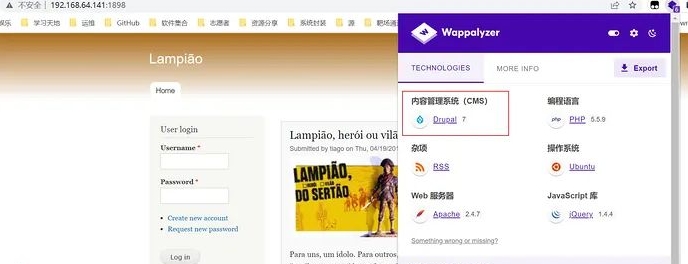 不安全 | 192.168.64.141:1898
娱乐 学习天地 运维 GitHub 软件集合 志愿者 资源分享 系统封装 源 靶场
Lampião
Home
User login
Username *
Password *
Create new account
Request new password
Log in
Lampião, herói ou vilã
Submitted by tiago on Thu, 04/19/201
LAMPIÃO,
HERÓI VILÃO
DO SERTÃO
Para uns, um ídolo. Para outros,
Wappalyzer
TECHNOLOGIES
MORE INFO
Export
内容管理系统（CMS）
Drupal 7
编程语言
php PHP 5.5.9
杂项
RSS
操作系统
Ubuntu
Web 服务器
Apache 2.4.7
JavaScript 库
jQuery 1.4.4
Something wrong or missing?